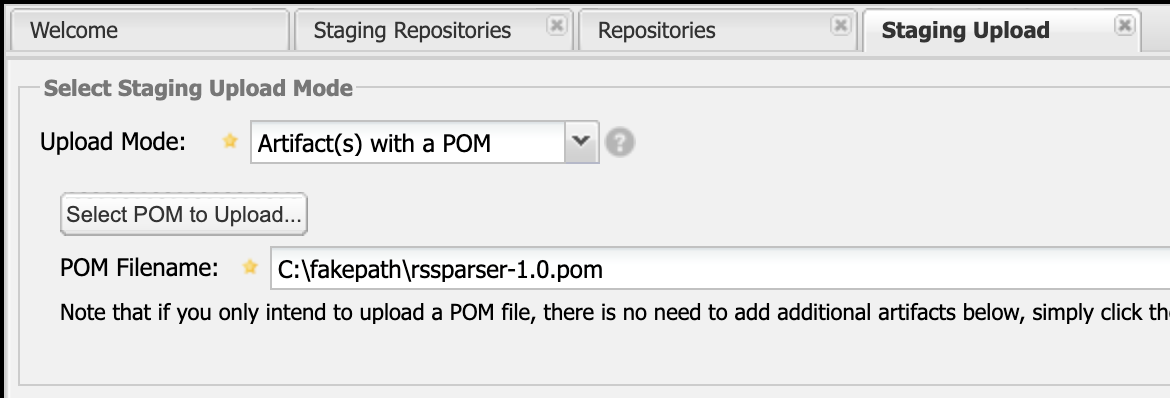 Welcome
Staging Repositories
Repositories
Staging Upload
Select Staging Upload Mode
Upload Mode:
Artifact(s) with a POM
?
Select POM to Upload...
POM Filename:
C:\fakepath\rssparser-1.0.pom
Note that if you only intend to upload a POM file, there is no need to add additional artifacts below, simply click